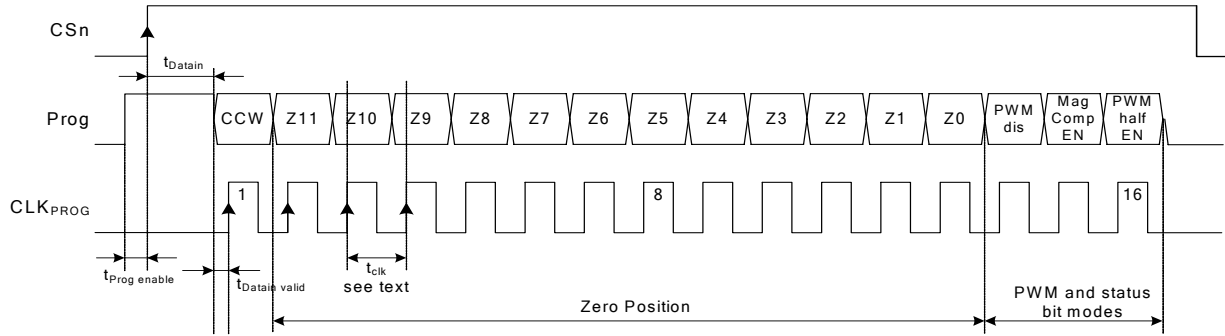 CSn
tDatain
Prog
CCW Z11 Z10 Z9 Z8 Z7 Z6 Z5 Z4 Z3 Z2 Z1 Z0
PWM
dis
Mag
Comp
EN
PWM
half
EN
CLKPROG
1 8 16
tProg enable
tDatain valid
tclk
see text
Zero Position
PWM and status
bit modes